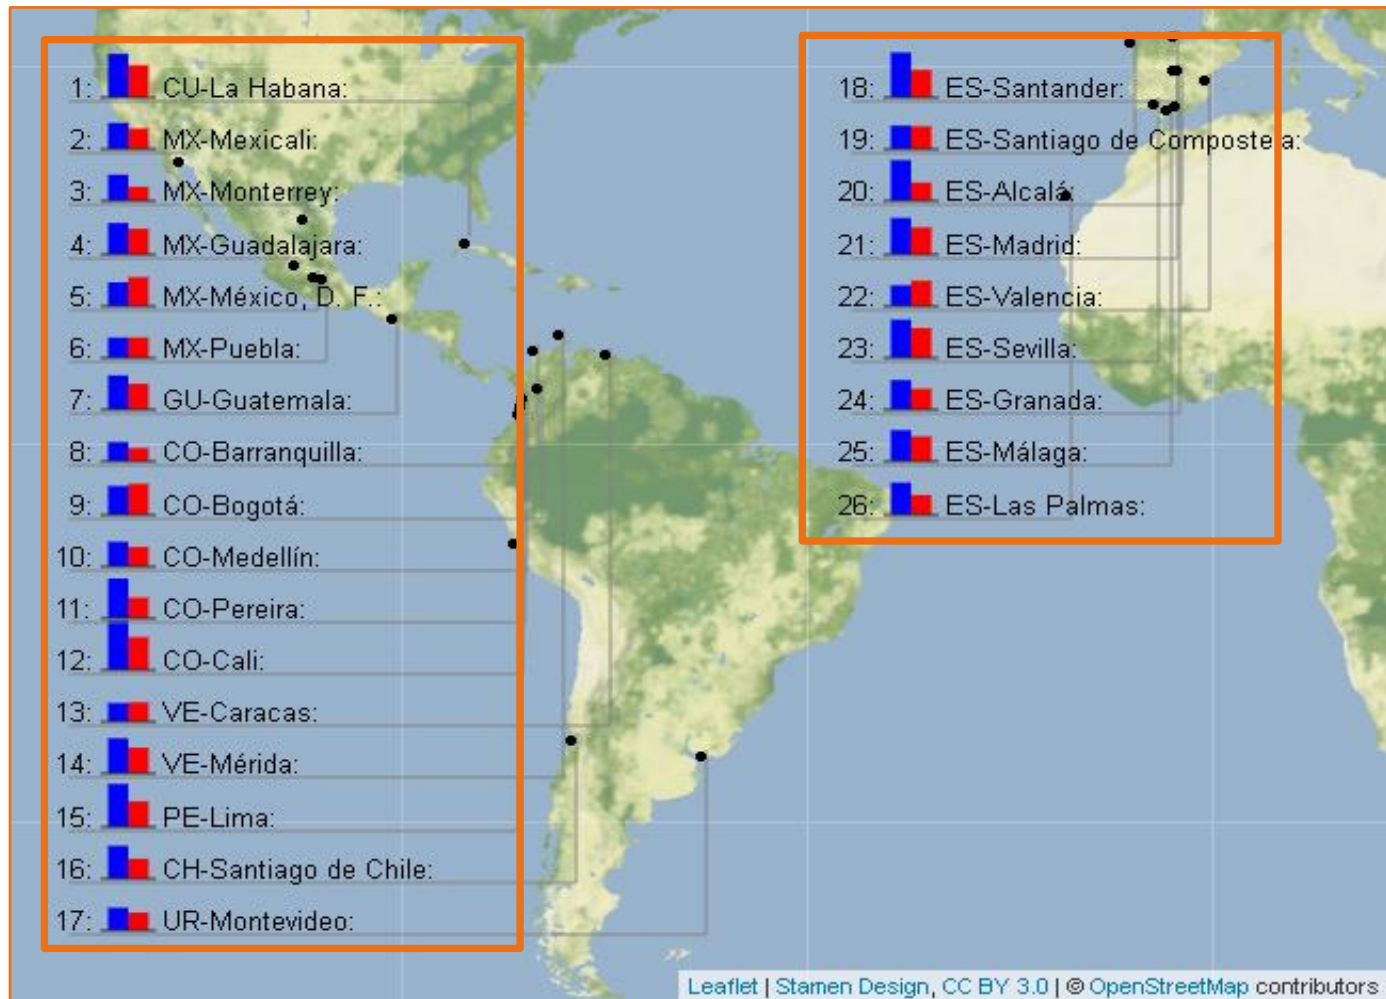 1: CU-La Habana:
2: MX-Mexicali:
3: MX-Monterrey:
4: MX-Guadalajara:
5: MX-México, D. F.:
6: MX-Puebla:
7: GU-Guatemala:
8: CO-Barranquilla:
9: CO-Bogotá:
10: CO-Medellín:
11: CO-Pereira:
12: CO-Cali:
13: VE-Caracas:
14: VE-Mérida:
15: PE-Lima:
16: CH-Santiago de Chile:
17: UR-Montevideo:
18: ES-Santander:
19: ES-Santiago de Compostela:
20: ES-Alcalá:
21: ES-Madrid:
22: ES-Valencia:
23: ES-Sevilla:
24: ES-Granada:
25: ES-Málaga:
26: ES-Las Palmas:
Leaflet | Stamen Design, CC BY 3.0 | © OpenStreetMap contributors